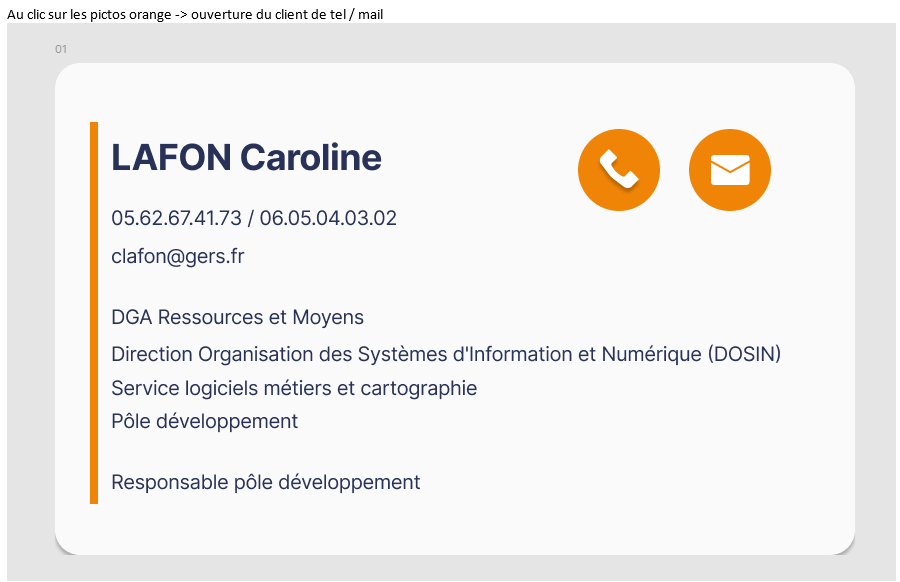 Au clic sur les pictos orange -> ouverture du client de tel / mail
01
LAFON Caroline
05.62.67.41.73 / 06.05.04.03.02
clafon@gers.fr
DGA Ressources et Moyens
Direction Organisation des Systèmes d'Information et Numérique (DOSIN)
Service logiciels métiers et cartographie
Pôle développement
Responsable pôle développement